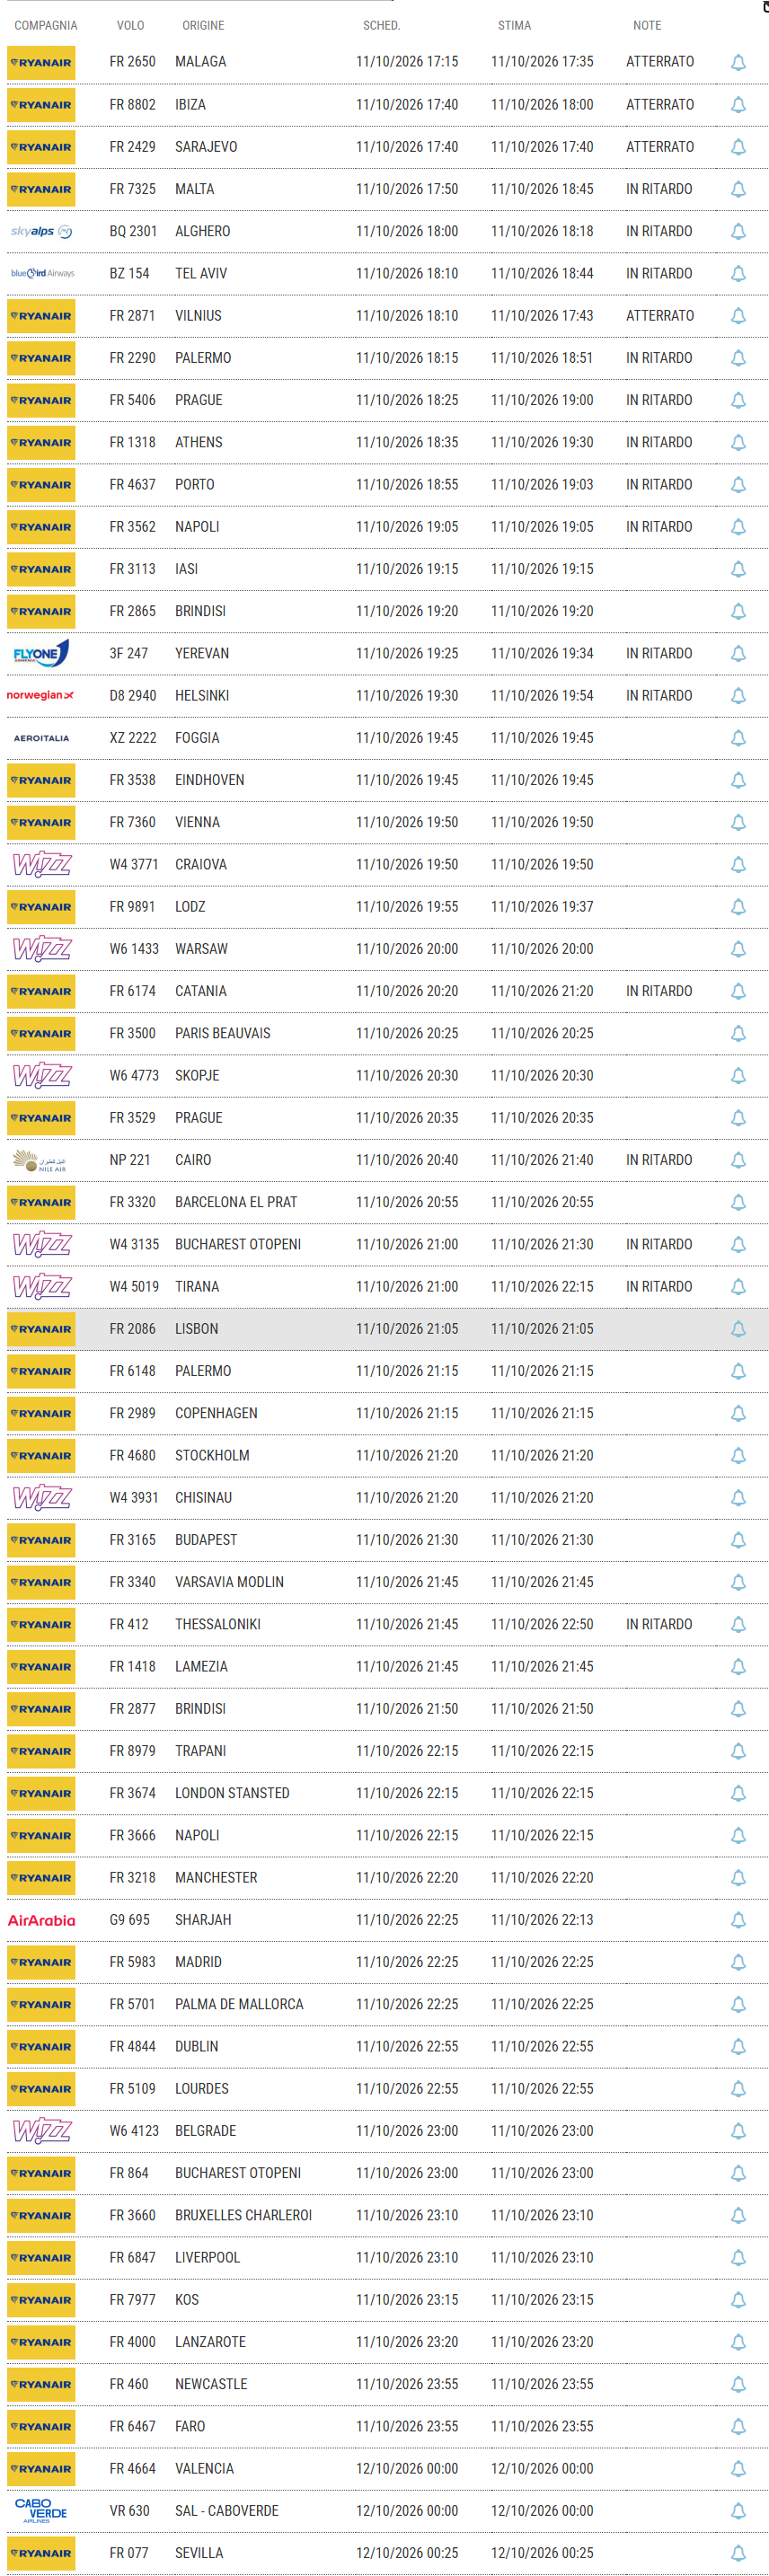 COMPAGNIA VOLO ORIGINE SCHED. STIMA NOTE
RYANAIR FR 2650 MALAGA 11/10/2026 17:15 11/10/2026 17:35 ATTERRATO
RYANAIR FR 8802 IBIZA 11/10/2026 17:40 11/10/2026 18:00 ATTERRATO
RYANAIR FR 2429 SARAJEVO 11/10/2026 17:40 11/10/2026 17:40 ATTERRATO
RYANAIR FR 7325 MALTA 11/10/2026 17:50 11/10/2026 18:45 IN RITARDO
skyalps BQ 2301 ALGHERO 11/10/2026 18:00 11/10/2026 18:18 IN RITARDO
bluebird Airways BZ 154 TEL AVIV 11/10/2026 18:10 11/10/2026 18:44 IN RITARDO
RYANAIR FR 2871 VILNIUS 11/10/2026 18:10 11/10/2026 17:43 ATTERRATO
RYANAIR FR 2290 PALERMO 11/10/2026 18:15 11/10/2026 18:51 IN RITARDO
RYANAIR FR 5406 PRAGUE 11/10/2026 18:25 11/10/2026 19:00 IN RITARDO
RYANAIR FR 1318 ATHENS 11/10/2026 18:35 11/10/2026 19:30 IN RITARDO
RYANAIR FR 4637 PORTO 11/10/2026 18:55 11/10/2026 19:03 IN RITARDO
RYANAIR FR 3562 NAPOLI 11/10/2026 19:05 11/10/2026 19:05 IN RITARDO
RYANAIR FR 3113 IASI 11/10/2026 19:15 11/10/2026 19:15
RYANAIR FR 2865 BRINDISI 11/10/2026 19:20 11/10/2026 19:20
FLYONE ARMENIA 3F 247 YEREVAN 11/10/2026 19:25 11/10/2026 19:34 IN RITARDO
norwegian D8 2940 HELSINKI 11/10/2026 19:30 11/10/2026 19:54 IN RITARDO
AEROITALIA XZ 2222 FOGGIA 11/10/2026 19:45 11/10/2026 19:45
RYANAIR FR 3538 EINDHOVEN 11/10/2026 19:45 11/10/2026 19:45
RYANAIR FR 7360 VIENNA 11/10/2026 19:50 11/10/2026 19:50
WIZZ W4 3771 CRAIOVA 11/10/2026 19:50 11/10/2026 19:50
RYANAIR FR 9891 LODZ 11/10/2026 19:55 11/10/2026 19:37
WIZZ W6 1433 WARSAW 11/10/2026 20:00 11/10/2026 20:00
RYANAIR FR 6174 CATANIA 11/10/2026 20:20 11/10/2026 21:20 IN RITARDO
RYANAIR FR 3500 PARIS BEAUVAIS 11/10/2026 20:25 11/10/2026 20:25
WIZZ W6 4773 SKOPJE 11/10/2026 20:30 11/10/2026 20:30
RYANAIR FR 3529 PRAGUE 11/10/2026 20:35 11/10/2026 20:35
النيل للطيران NILE AIR NP 221 CAIRO 11/10/2026 20:40 11/10/2026 21:40 IN RITARDO
RYANAIR FR 3320 BARCELONA EL PRAT 11/10/2026 20:55 11/10/2026 20:55
WIZZ W4 3135 BUCHAREST OTOPENI 11/10/2026 21:00 11/10/2026 21:30 IN RITARDO
WIZZ W4 5019 TIRANA 11/10/2026 21:00 11/10/2026 22:15 IN RITARDO
RYANAIR FR 2086 LISBON 11/10/2026 21:05 11/10/2026 21:05
RYANAIR FR 6148 PALERMO 11/10/2026 21:15 11/10/2026 21:15
RYANAIR FR 2989 COPENHAGEN 11/10/2026 21:15 11/10/2026 21:15
RYANAIR FR 4680 STOCKHOLM 11/10/2026 21:20 11/10/2026 21:20
WIZZ W4 3931 CHISINAU 11/10/2026 21:20 11/10/2026 21:20
RYANAIR FR 3165 BUDAPEST 11/10/2026 21:30 11/10/2026 21:30
RYANAIR FR 3340 VARSAVIA MODLIN 11/10/2026 21:45 11/10/2026 21:45
RYANAIR FR 412 THESSALONIKI 11/10/2026 21:45 11/10/2026 22:50 IN RITARDO
RYANAIR FR 1418 LAMEZIA 11/10/2026 21:45 11/10/2026 21:45
RYANAIR FR 2877 BRINDISI 11/10/2026 21:50 11/10/2026 21:50
RYANAIR FR 8979 TRAPANI 11/10/2026 22:15 11/10/2026 22:15
RYANAIR FR 3674 LONDON STANSTED 11/10/2026 22:15 11/10/2026 22:15
RYANAIR FR 3666 NAPOLI 11/10/2026 22:15 11/10/2026 22:15
RYANAIR FR 3218 MANCHESTER 11/10/2026 22:20 11/10/2026 22:20
AirArabia G9 695 SHARJAH 11/10/2026 22:25 11/10/2026 22:13
RYANAIR FR 5983 MADRID 11/10/2026 22:25 11/10/2026 22:25
RYANAIR FR 5701 PALMA DE MALLORCA 11/10/2026 22:25 11/10/2026 22:25
RYANAIR FR 4844 DUBLIN 11/10/2026 22:55 11/10/2026 22:55
RYANAIR FR 5109 LOURDES 11/10/2026 22:55 11/10/2026 22:55
WIZZ W6 4123 BELGRADE 11/10/2026 23:00 11/10/2026 23:00
RYANAIR FR 864 BUCHAREST OTOPENI 11/10/2026 23:00 11/10/2026 23:00
RYANAIR FR 3660 BRUXELLES CHARLEROI 11/10/2026 23:10 11/10/2026 23:10
RYANAIR FR 6847 LIVERPOOL 11/10/2026 23:10 11/10/2026 23:10
RYANAIR FR 7977 KOS 11/10/2026 23:15 11/10/2026 23:15
RYANAIR FR 4000 LANZAROTE 11/10/2026 23:20 11/10/2026 23:20
RYANAIR FR 460 NEWCASTLE 11/10/2026 23:55 11/10/2026 23:55
RYANAIR FR 6467 FARO 11/10/2026 23:55 11/10/2026 23:55
RYANAIR FR 4664 VALENCIA 12/10/2026 00:00 12/10/2026 00:00
CABO VERDE AIRLINES VR 630 SAL - CABOVERDE 12/10/2026 00:00 12/10/2026 00:00
RYANAIR FR 077 SEVILLA 12/10/2026 00:25 12/10/2026 00:25